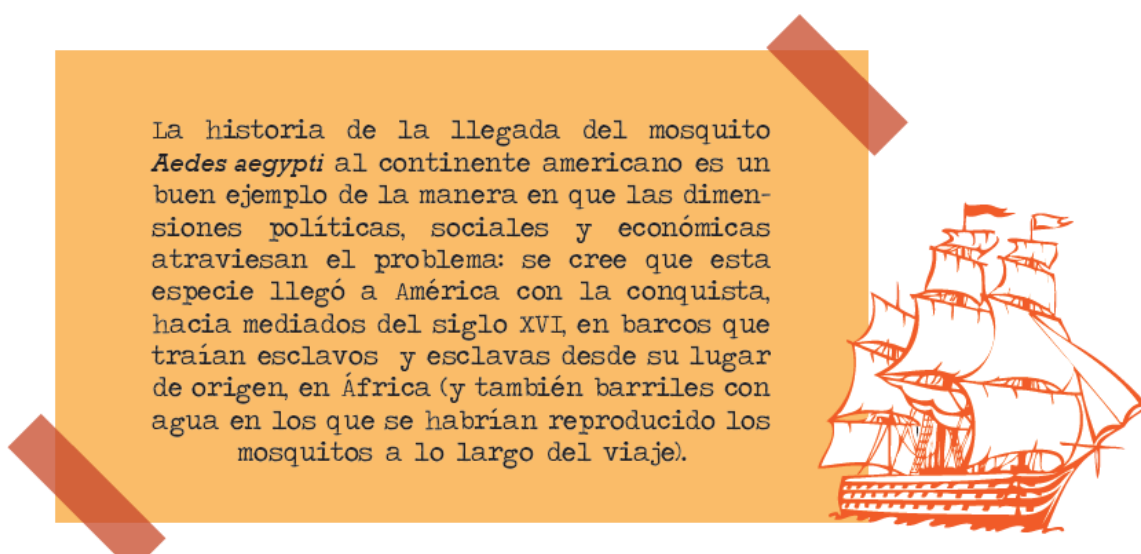 La historia de la llegada del mosquito
Aedes aegypti al continente americano es un
buen ejemplo de la manera en que las dimen-
siones políticas, sociales y económicas
atraviesan el problema: se cree que esta
especie llegó a América con la conquista,
hacia mediados del siglo XVI, en barcos que
traían esclavos y esclavas desde su lugar
de origen, en África (y también barriles con
agua en los que se habrían reproducido los
mosquitos a lo largo del viaje).